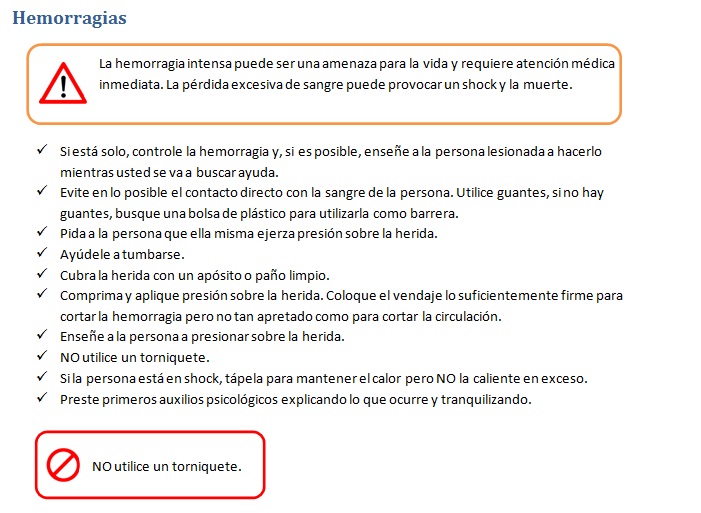 Hemorragias
La hemorragia intensa puede ser una amenaza para la vida y requiere atención médica
inmediata. La pérdida excesiva de sangre puede provocar un shock y la muerte.
✓ Si está solo, controle la hemorragia y, si es posible, enseñe a la persona lesionada a hacerlo
mientras usted se va a buscar ayuda.
✓ Evite en lo posible el contacto directo con la sangre de la persona. Utilice guantes, si no hay
guantes, busque una bolsa de plástico para utilizarla como barrera.
✓ Pida a la persona que ella misma ejerza presión sobre la herida.
✓ Ayúdele a tumbarse.
✓ Cubra la herida con un apósito o paño limpio.
✓ Comprima y aplique presión sobre la herida. Coloque el vendaje lo suficientemente firme para
cortar la hemorragia pero no tan apretado como para cortar la circulación.
✓ Enseñe a la persona a presionar sobre la herida.
✓ NO utilice un torniquete.
✓ Si la persona está en shock, tápela para mantener el calor pero NO la caliente en exceso.
✓ Preste primeros auxilios psicológicos explicando lo que ocurre y tranquilizando.
NO utilice un torniquete.